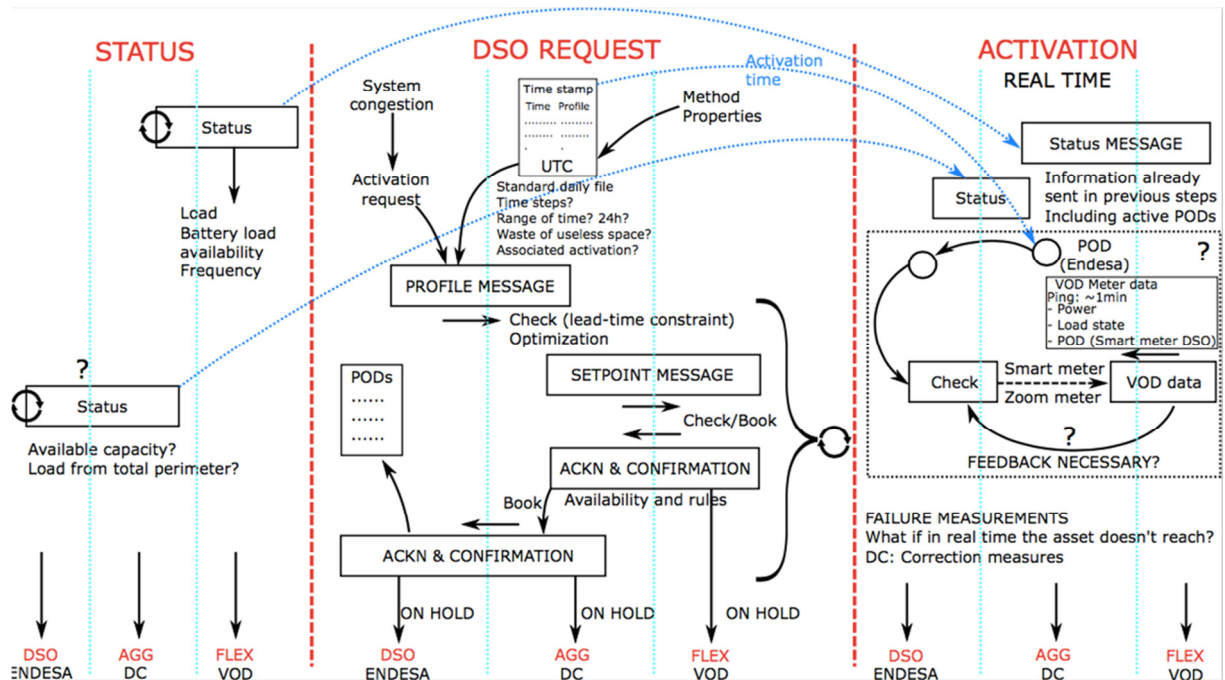 STATUS
Status
Load
Battery load
availability
Frequency
?
Status
Available capacity?
Load from total perimeter?
DSO
ENDESA
AGG
DC
FLEX
VOD
DSO REQUEST
System
congestion
Activation
request
Time stamp
Time Profile
........ ........
........ ........
. .
UTC
Method
Properties
Activation
time
Standard daily file
Time steps?
Range of time? 24h?
Waste of useless space?
Associated activation?
PROFILE MESSAGE
Check (lead-time constraint)
Optimization
PODs
......
......
......
SETPOINT MESSAGE
Check/Book
ACKN & CONFIRMATION
Availability and rules
Book
ACKN & CONFIRMATION
ON HOLD
ON HOLD
ON HOLD
DSO
ENDESA
AGG
DC
FLEX
VOD
ACTIVATION
REAL TIME
Status MESSAGE
Status
Information already
sent in previous steps
Including active PODs
POD
(Endesa)
?
VOD Meter data
Ping: ~1min
- Power
- Load state
- POD (Smart meter DSO)
Check
Smart meter
Zoom meter
VOD data
?
FEEDBACK NECESSARY?
FAILURE MEASUREMENTS
What if in real time the asset doesn't reach?
DC: Correction measures
DSO
ENDESA
AGG
DC
FLEX
VOD